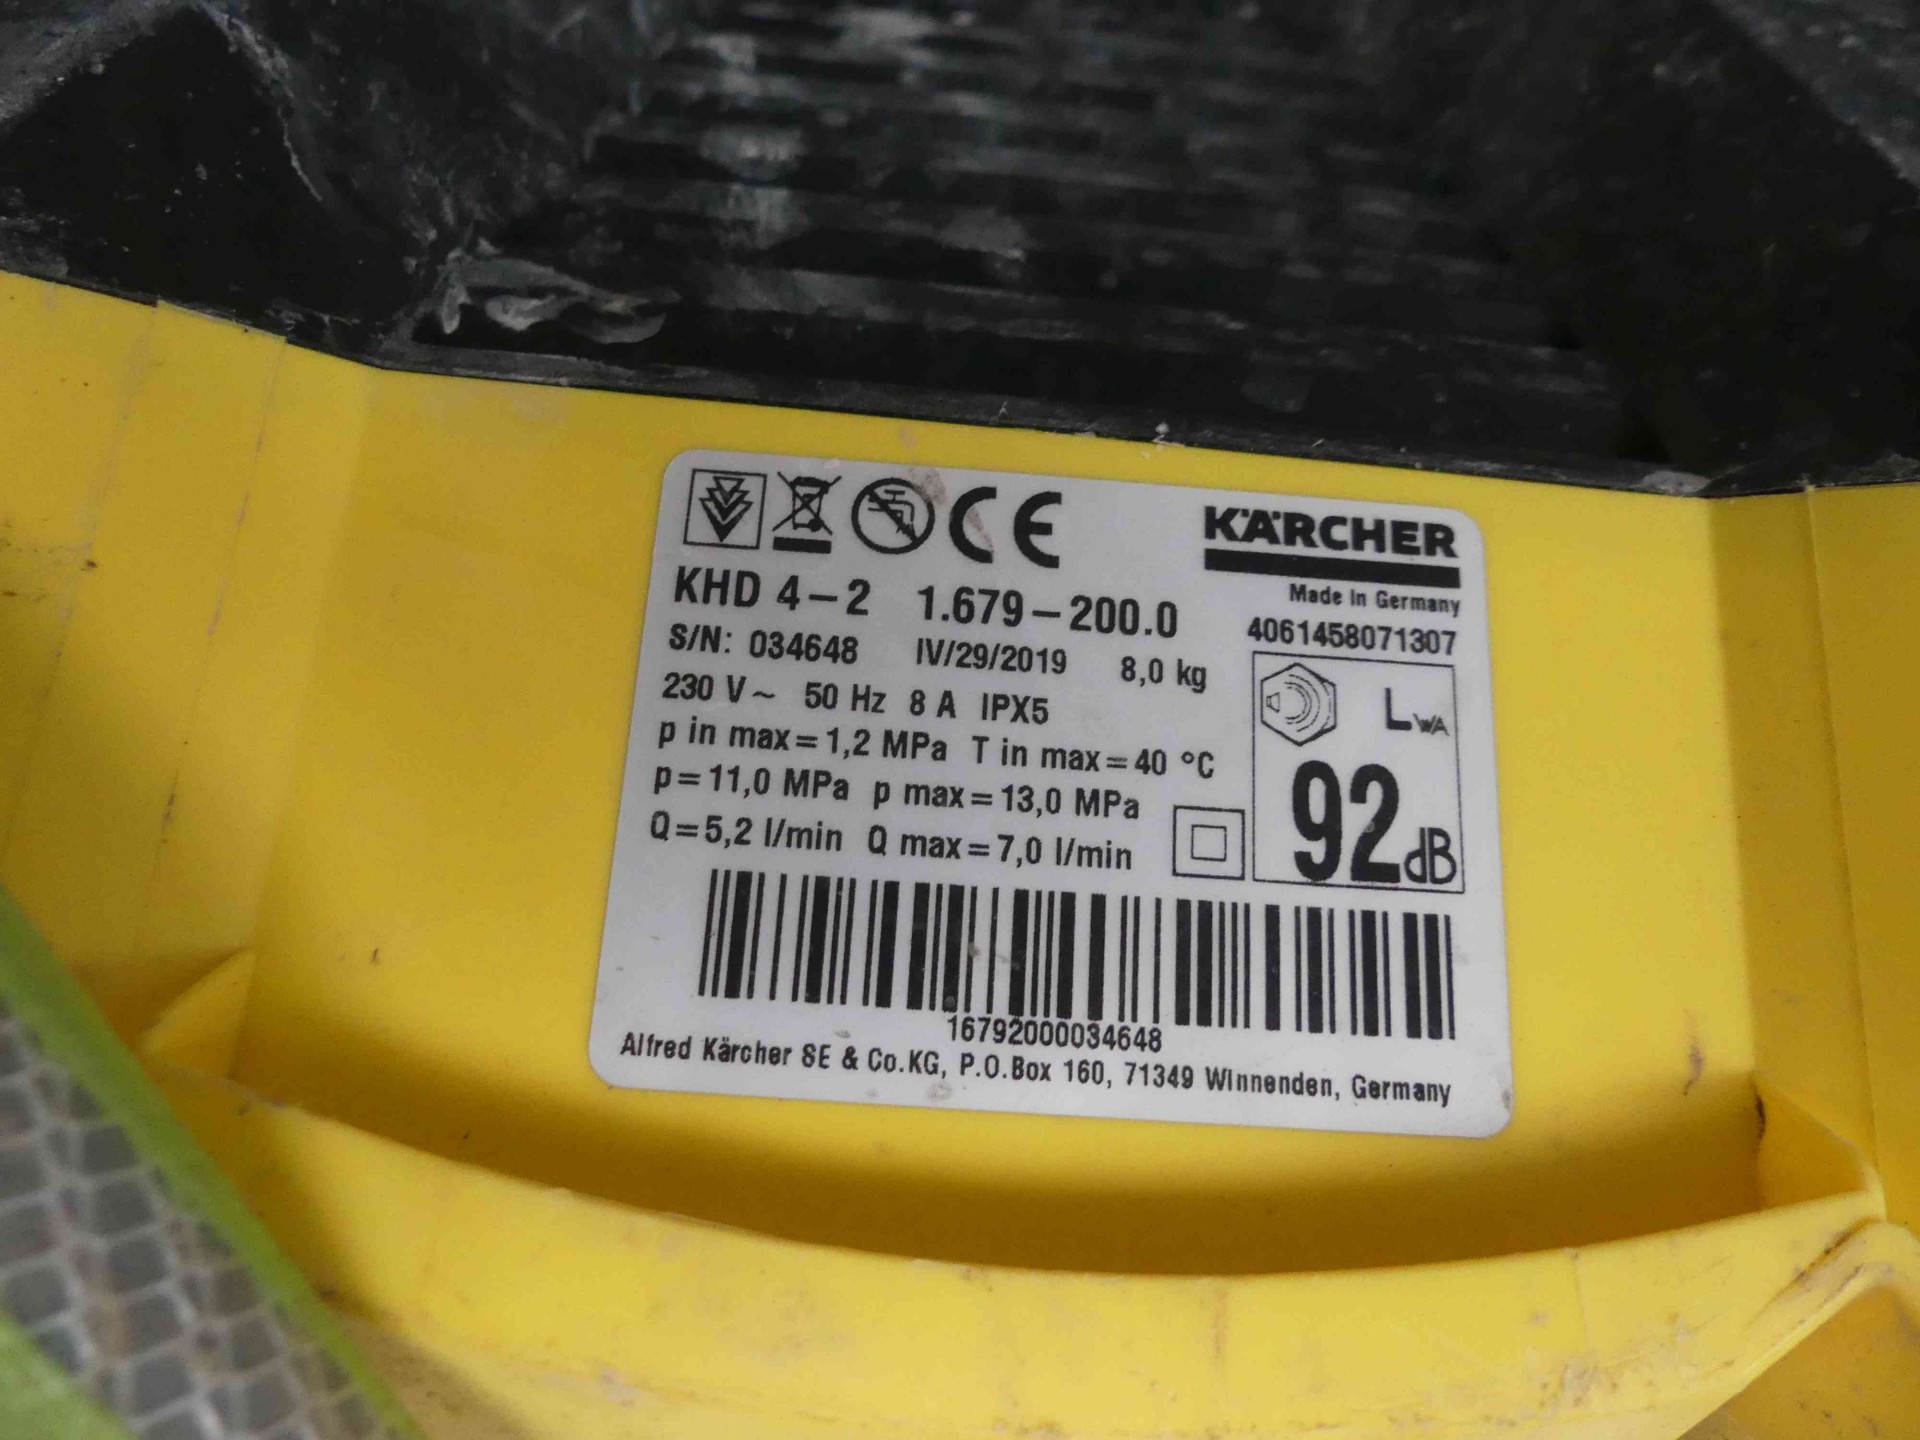 CE
KÄRCHER
Made in Germany
KHD 4–2 1.679–200.0
4061458071307
S/N: 034648 IV/29/2019 8,0 kg
230 V~ 50 Hz 8 A IPX5
p in max=1,2 MPa T in max=40 °C
p=11,0 MPa p max=13,0 MPa
Q=5,2 l/min Q max=7,0 l/min
LWA
92dB
16792000034648
Alfred Kärcher SE & Co.KG, P.O.Box 160, 71349 Winnenden, Germany